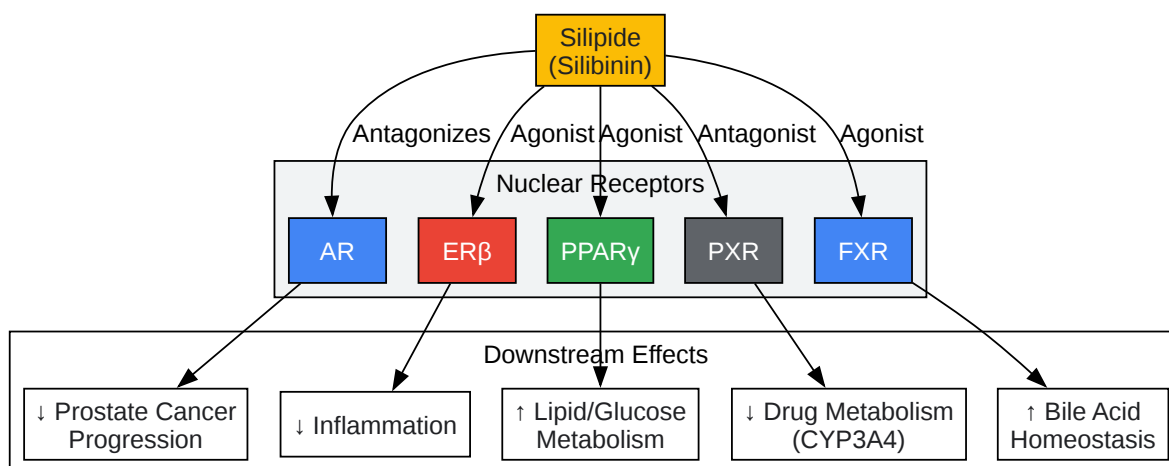 Silipide
(Silibinin)
Antagonizes
Agonist
Agonist
Antagonist
Agonist
Nuclear Receptors
AR
ERβ
PPARγ
PXR
FXR
Downstream Effects
↓ Prostate Cancer
Progression
↓ Inflammation
↑ Lipid/Glucose
Metabolism
↓ Drug Metabolism
(CYP3A4)
↑ Bile Acid
Homeostasis